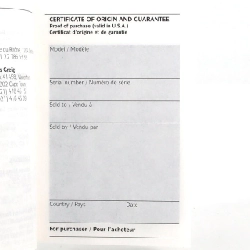 CERTIFICATE OF ORIGIN AND GUARANTEE
Proof of purchase (valid in U.S.A.)
Certificat d'origine et de garantie
Model / Modèle
Serial number / Numéro de série
Sold to / Vendu à
Sold by / Vendu par
Country / Pays
Date
For purchaser / Pour l'acheteur